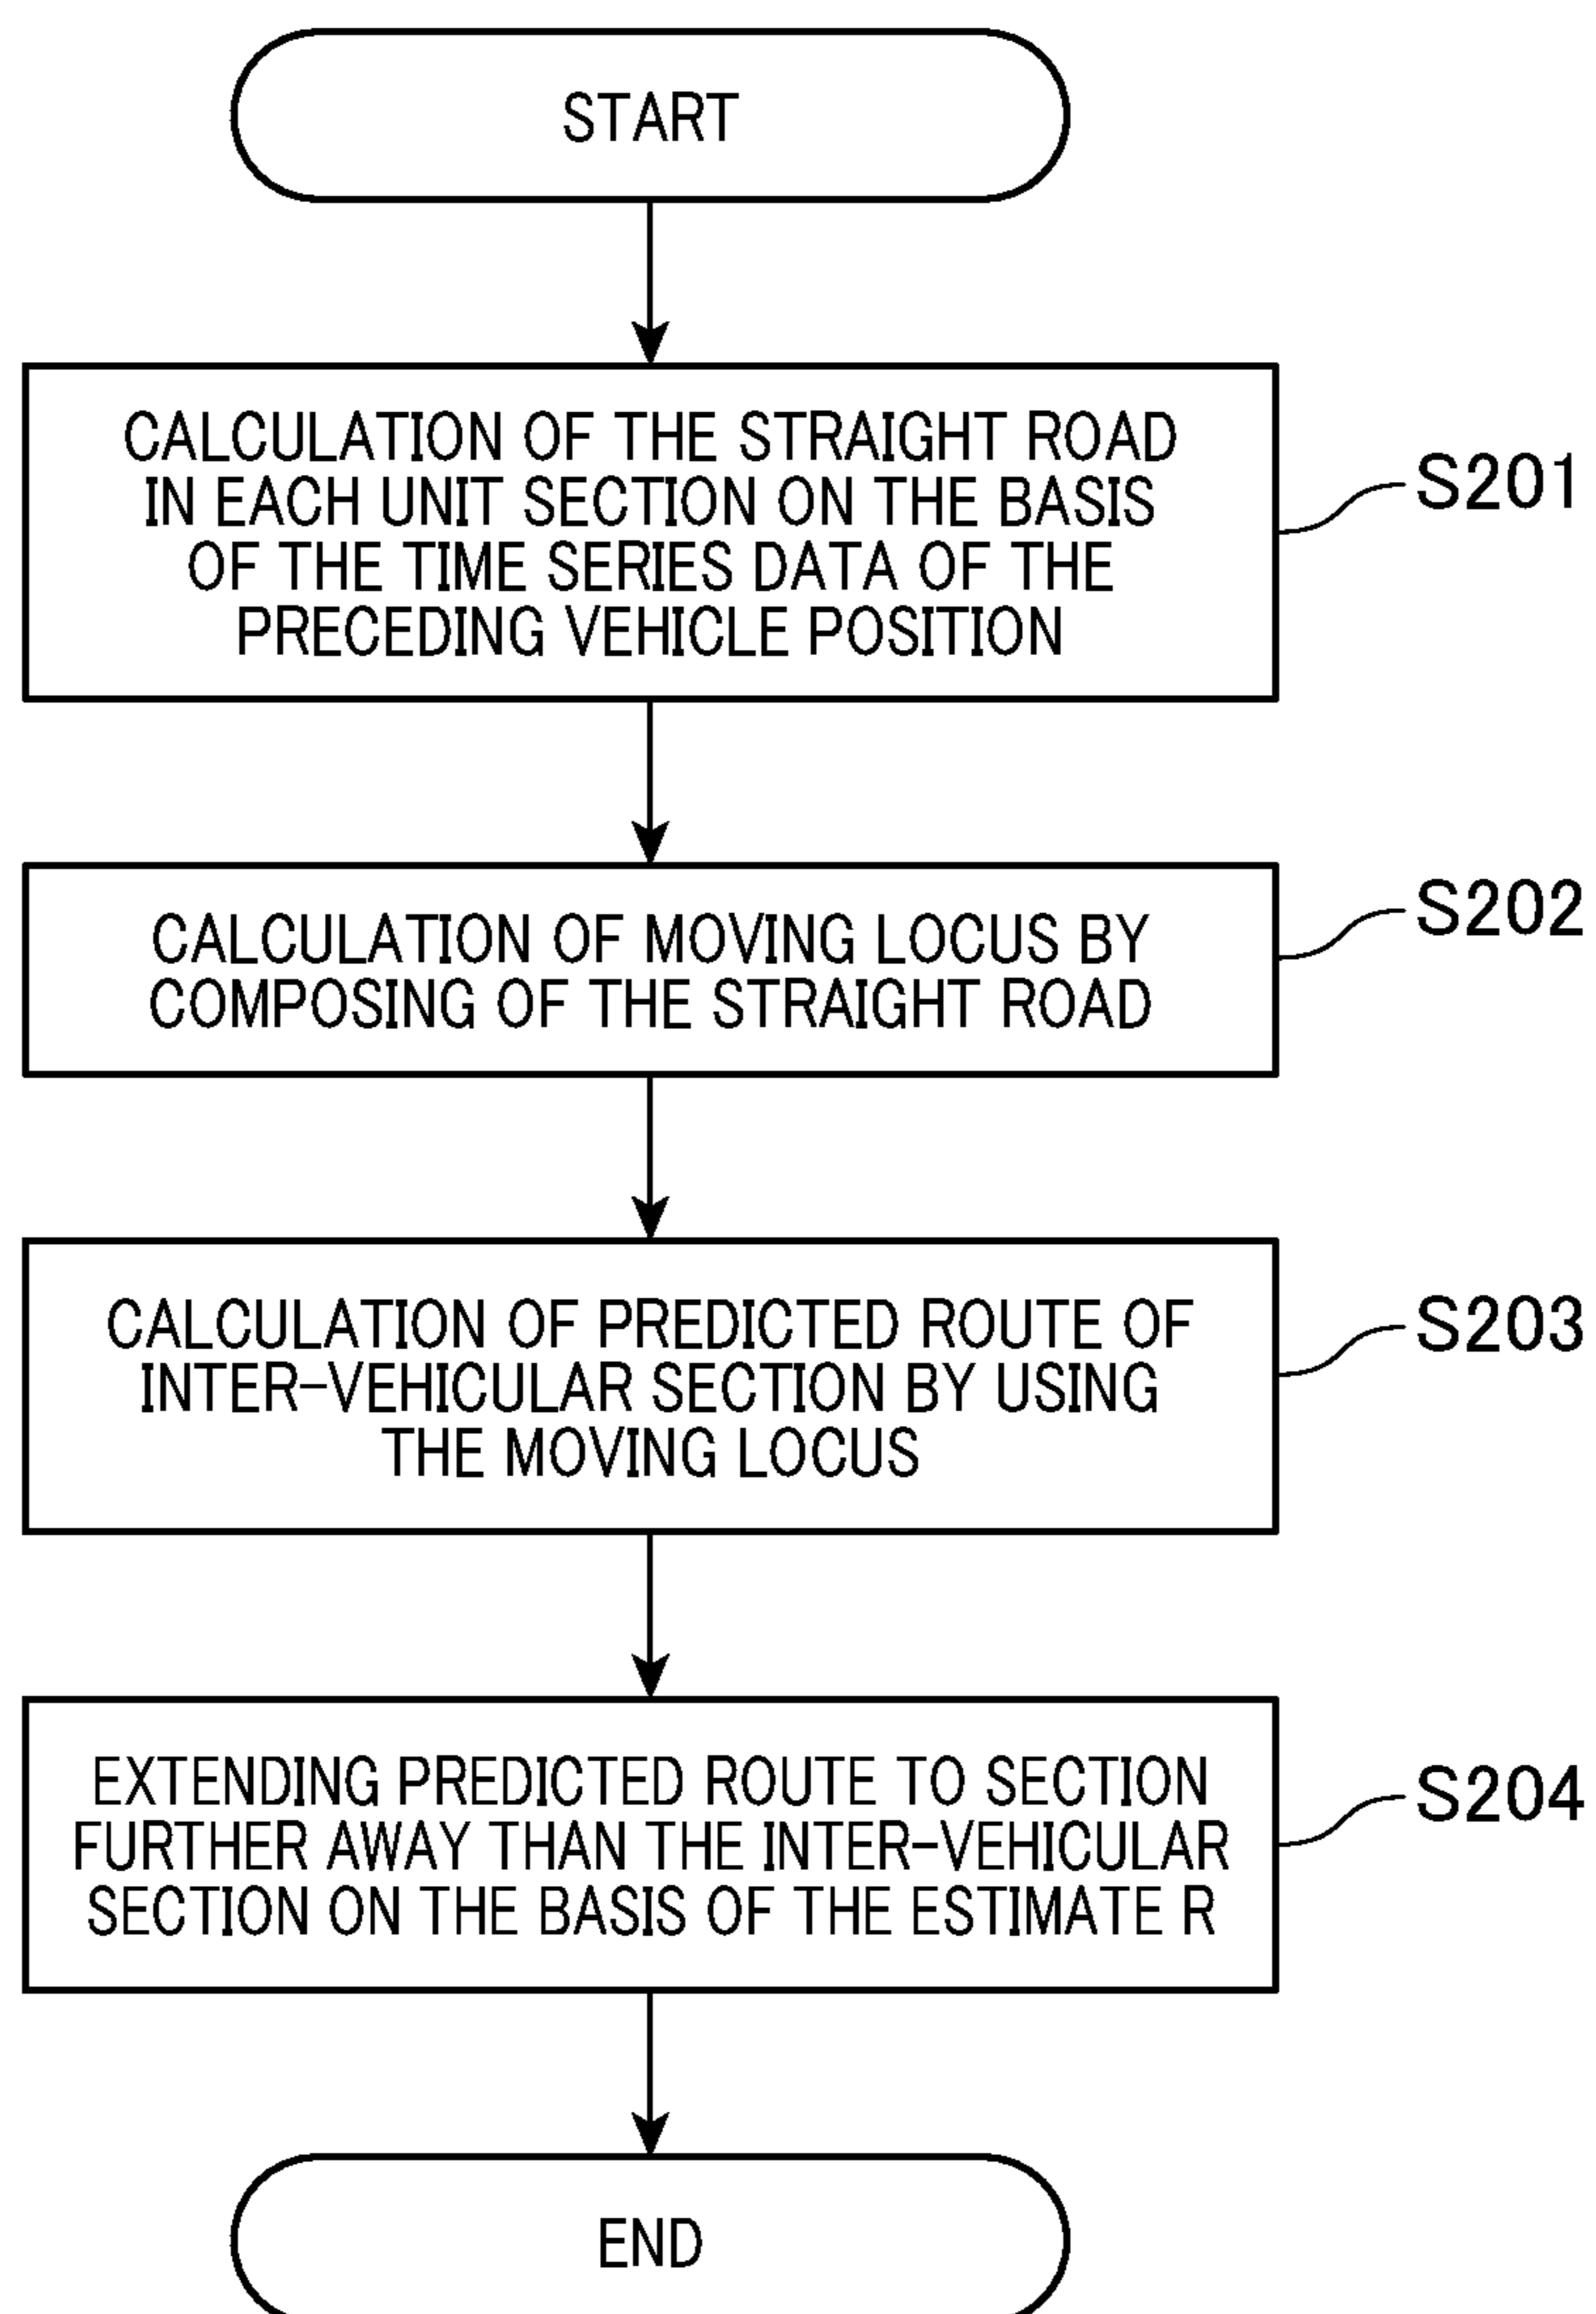 START
CALCULATION OF THE STRAIGHT ROAD
IN EACH UNIT SECTION ON THE BASIS
OF THE TIME SERIES DATA OF THE
PRECEDING VEHICLE POSITION
S201
CALCULATION OF MOVING LOCUS BY
COMPOSING OF THE STRAIGHT ROAD
S202
CALCULATION OF PREDICTED ROUTE OF
INTER-VEHICULAR SECTION BY USING
THE MOVING LOCUS
S203
EXTENDING PREDICTED ROUTE TO SECTION
FURTHER AWAY THAN THE INTER-VEHICULAR
SECTION ON THE BASIS OF THE ESTIMATE R
S204
END